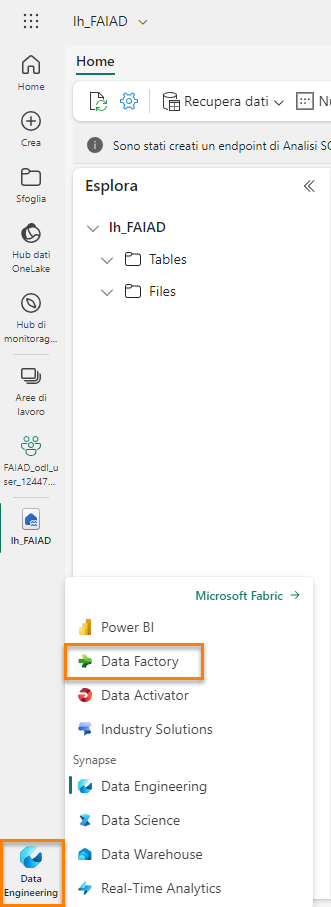 lh_FAIAD
Home
Home
Crea
Sfoglia
Hub dati
OneLake
Hub di
monitorag...
Aree di
lavoro
FAIAD_odl_u
ser_12447...
lh_FAIAD
Recupera dati
Sono stati creati un endpoint di Analisi
Esplora
lh_FAIAD
Tables
Files
Microsoft Fabric
Power BI
Data Factory
Data Activator
Industry Solutions
Synapse
Data Engineering
Data Science
Data Warehouse
Real-Time Analytics
Data
Engineering